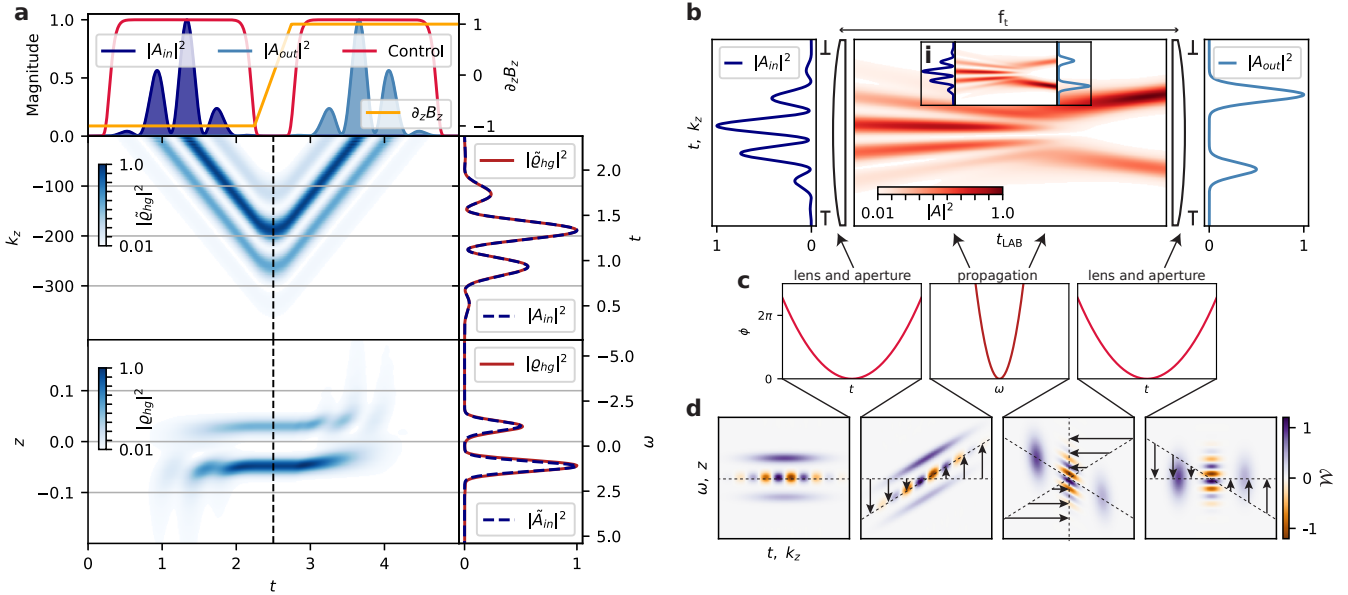 a
1.0
0.5
0.0
Magnitude
|A_in|²
|A_out|²
Control
∂_zB_z
1
0
−1
∂_zB_z
1.0
0.01
|ϱ̃_hg|²
−100
−200
−300
k_z
|ϱ̃_hg|²
|A_in|²
2.0
1.5
1.0
0.5
t
1.0
0.01
|ϱ_hg|²
0.1
0.0
−0.1
z
|ϱ_hg|²
|Ã_in|²
−5.0
−2.5
0.0
2.5
5.0
ω
0 1 2 3 4 0 1
t
b
f_t
|A_in|²
t, k_z
1 0
i
0.01 1.0
|A|²
t_LAB
|A_out|²
0 1
c
lens and aperture
propagation
lens and aperture
2π
ϕ
0
t
ω
t
d
ω, z
t, k_z
1
0
-1
𝒲